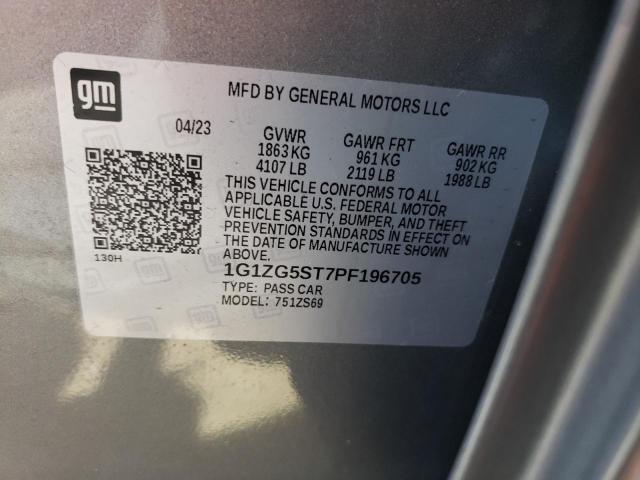 gm
MFD BY GENERAL MOTORS LLC
04/23 GVWR GAWR FRT GAWR RR
1863 KG 961 KG 902 KG
4107 LB 2119 LB 1988 LB
THIS VEHICLE CONFORMS TO ALL
APPLICABLE U.S. FEDERAL MOTOR
VEHICLE SAFETY, BUMPER, AND THEFT
PREVENTION STANDARDS IN EFFECT ON
THE DATE OF MANUFACTURE SHOWN
ABOVE.
130H
1G1ZG5ST7PF196705
TYPE: PASS CAR
MODEL: 751ZS69